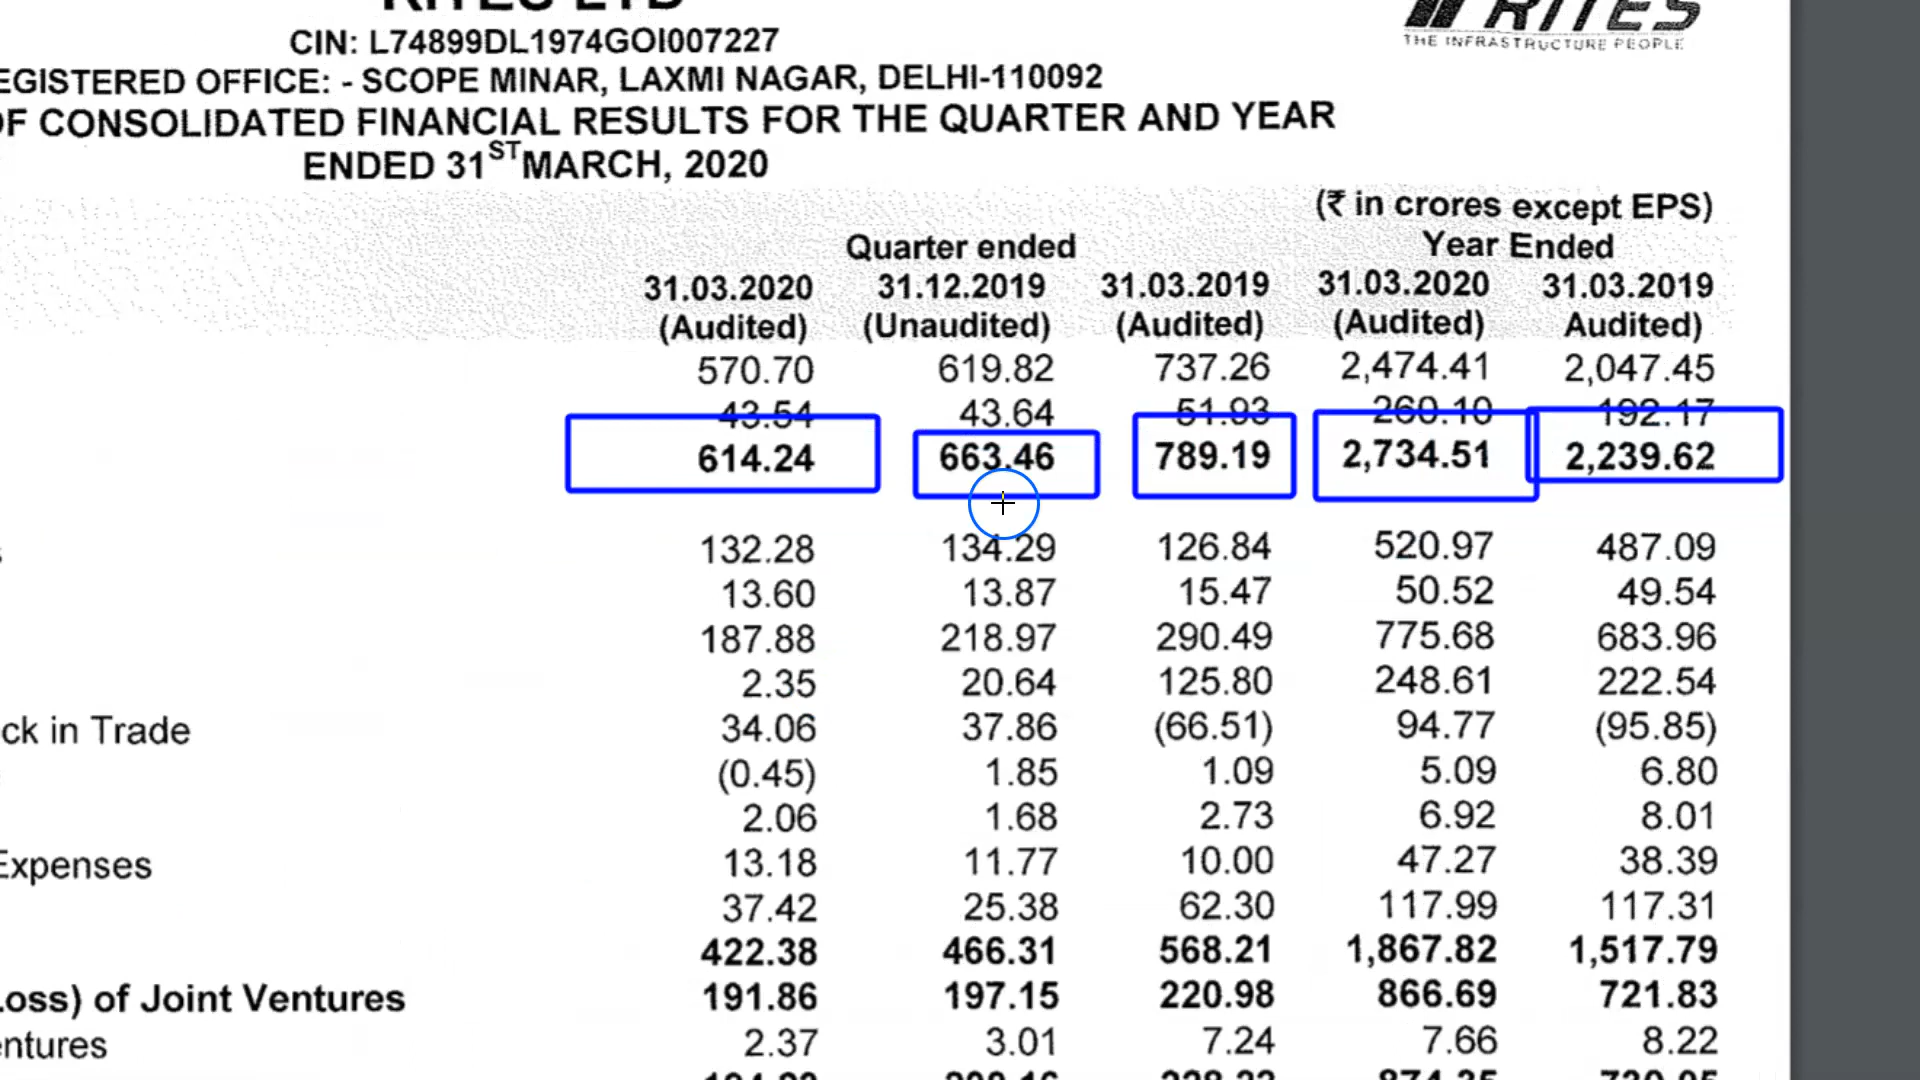 RITES LTD
RITES
THE INFRASTRUCTURE PEOPLE
CIN: L74899DL1974GOI007227
EGISTERED OFFICE: - SCOPE MINAR, LAXMI NAGAR, DELHI-110092
OF CONSOLIDATED FINANCIAL RESULTS FOR THE QUARTER AND YEAR
ENDED 31ST MARCH, 2020
(₹ in crores except EPS)
Quarter ended Year Ended
31.03.2020 31.12.2019 31.03.2019 31.03.2020 31.03.2019
(Audited) (Unaudited) (Audited) (Audited) Audited)
570.70 619.82 737.26 2,474.41 2,047.45
43.54 43.64 51.93 260.10 192.17
614.24 663.46 789.19 2,734.51 2,239.62
s 132.28 134.29 126.84 520.97 487.09
13.60 13.87 15.47 50.52 49.54
187.88 218.97 290.49 775.68 683.96
2.35 20.64 125.80 248.61 222.54
ck in Trade 34.06 37.86 (66.51) 94.77 (95.85)
(0.45) 1.85 1.09 5.09 6.80
2.06 1.68 2.73 6.92 8.01
Expenses 13.18 11.77 10.00 47.27 38.39
37.42 25.38 62.30 117.99 117.31
422.38 466.31 568.21 1,867.82 1,517.79
Loss) of Joint Ventures 191.86 197.15 220.98 866.69 721.83
entures 2.37 3.01 7.24 7.66 8.22